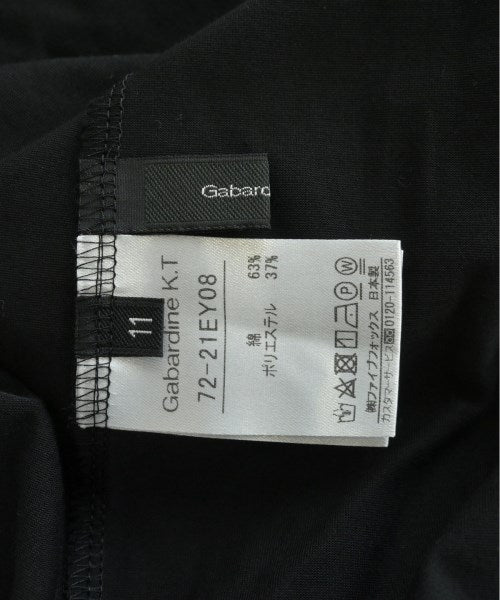 Gabard
11
Gabardine K.T
72-21EY08
綿 63%
ポリエステル 37%
㈱ファイブフォックス 日本製
カスタマーサービス 0120-114563